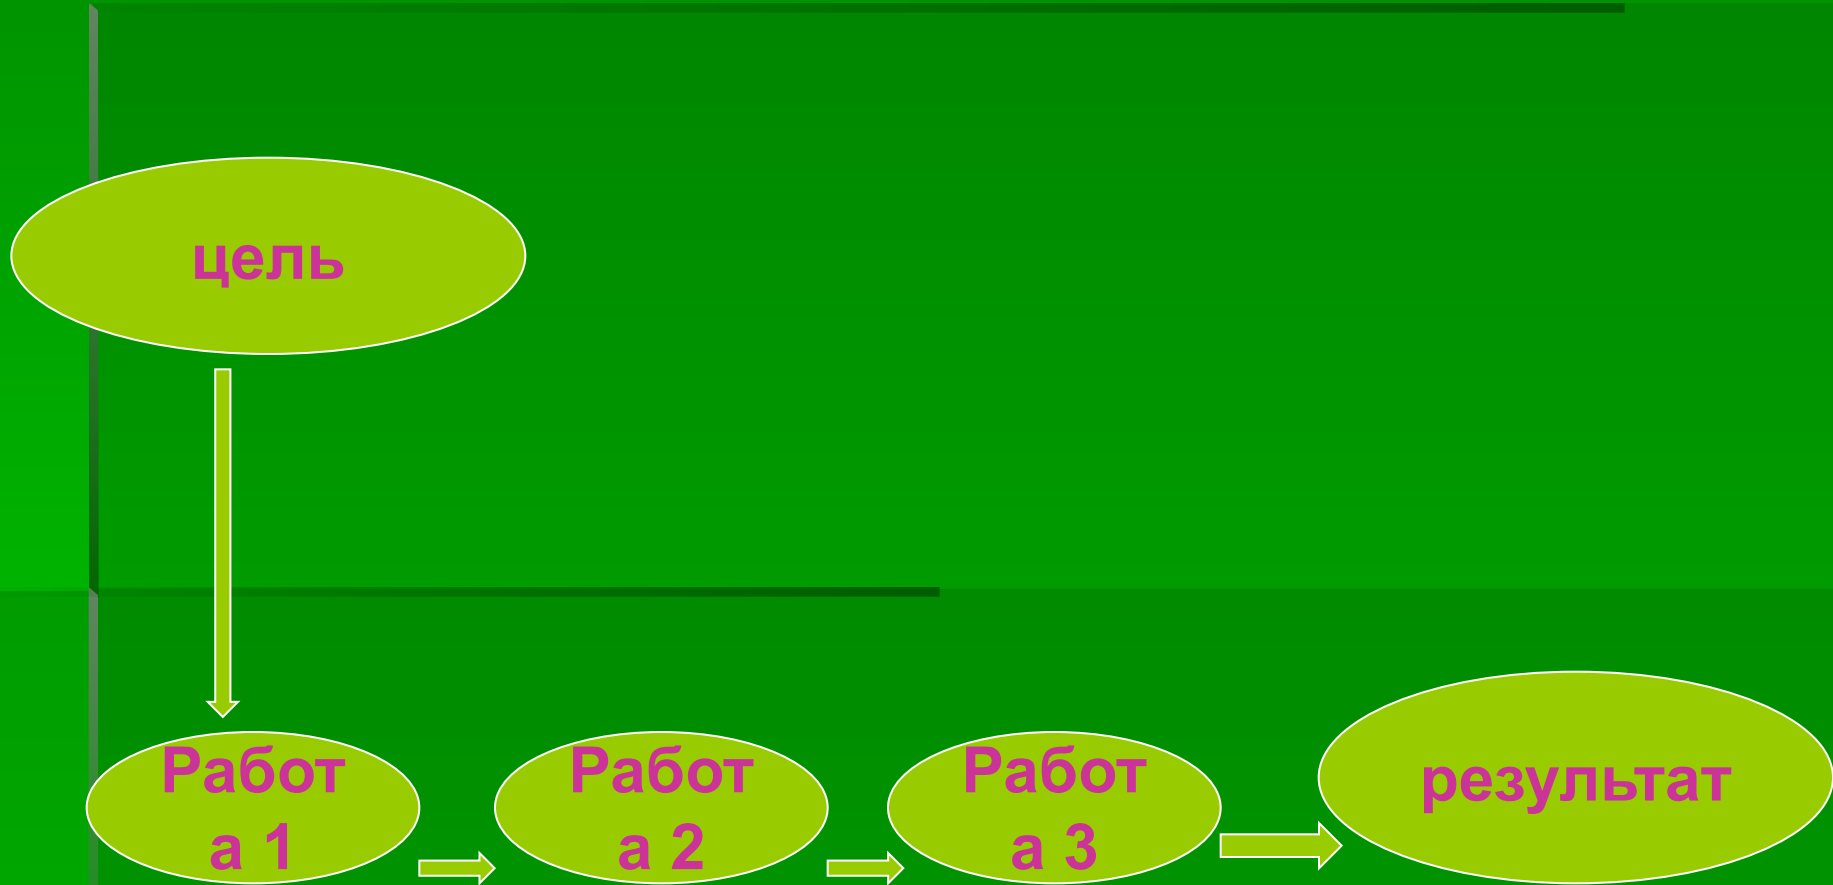 цель
Работ
а 1
Работ
а 2
Работ
а 3
результат